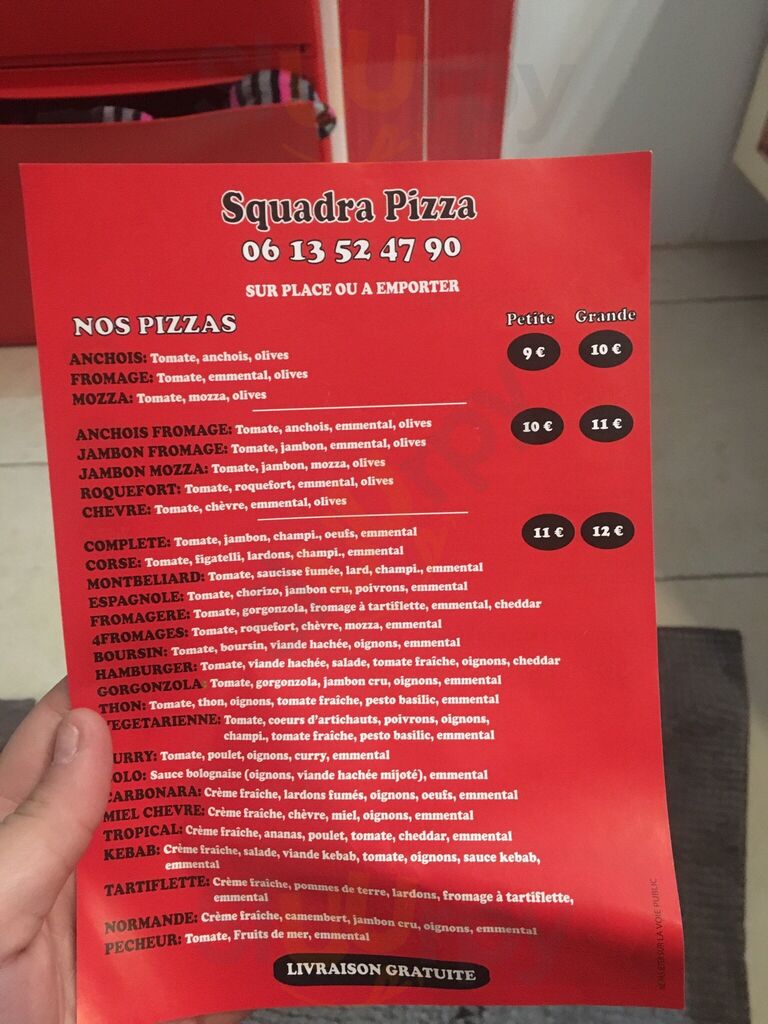 Squadra Pizza
06 13 52 47 90
SUR PLACE OU A EMPORTER
NOS PIZZAS
Petite Grande
ANCHOIS: Tomate, anchois, olives 9 € 10 €
FROMAGE: Tomate, emmental, olives
MOZZA: Tomate, mozza, olives
ANCHOIS FROMAGE: Tomate, anchois, emmental, olives 10 € 11 €
JAMBON FROMAGE: Tomate, jambon, emmental, olives
JAMBON MOZZA: Tomate, jambon, mozza, olives
ROQUEFORT: Tomate, roquefort, emmental, olives
CHEVRE: Tomate, chèvre, emmental, olives
COMPLETE: Tomate, jambon, champi., oeufs, emmental 11 € 12 €
CORSE: Tomate, figatelli, lardons, champi., emmental
MONTBELIARD: Tomate, saucisse fumée, lard, champi., emmental
ESPAGNOLE: Tomate, chorizo, jambon cru, poivrons, emmental
FROMAGERE: Tomate, gorgonzola, fromage à tartiflette, emmental, cheddar
4FROMAGES: Tomate, roquefort, chèvre, mozza, emmental
BOURSIN: Tomate, boursin, viande hachée, oignons, emmental
HAMBURGER: Tomate, viande hachée, salade, tomate fraîche, oignons, cheddar
GORGONZOLA: Tomate, gorgonzola, jambon cru, oignons, emmental
THON: Tomate, thon, oignons, tomate fraîche, pesto basilic, emmental
EGETARIENNE: Tomate, coeurs d'artichauts, poivrons, oignons,
champi., tomate fraîche, pesto basilic, emmental
URRY: Tomate, poulet, oignons, curry, emmental
OLO: Sauce bolognaise (oignons, viande hachée mijoté), emmental
CARBONARA: Crème fraîche, lardons fumés, oignons, oeufs, emmental
MIEL CHEVRE: Crème fraîche, chèvre, miel, oignons, emmental
TROPICAL: Crème fraîche, ananas, poulet, tomate, cheddar, emmental
KEBAB: Crème fraîche, salade, viande kebab, tomate, oignons, sauce kebab,
emmental
TARTIFLETTE: Crème fraîche, pommes de terre, lardons, fromage à tartiflette,
emmental
NORMANDE: Crème fraîche, camembert, jambon cru, oignons, emmental
PECHEUR: Tomate, Fruits de mer, emmental
LIVRAISON GRATUITE
SUR LA VOIE PUBLIC